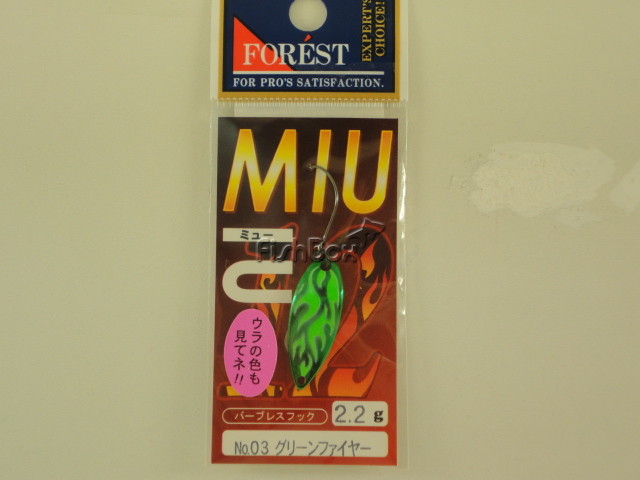 FORÉST
EXPERT'S
CHOICE!
FOR PRO'S SATISFACTION.
MIU
ミュー
FishBox
ウラの色も
見てネ!!
バーブレスフック
2.2g
No.03 グリーンファイヤー